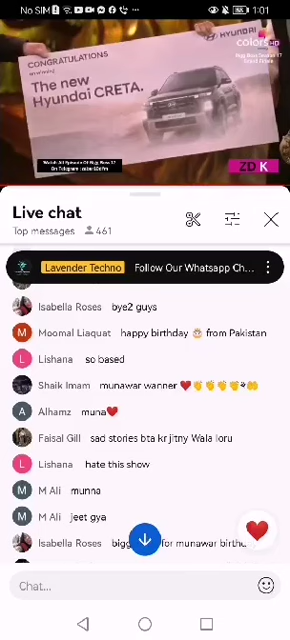 No SIM
1:01
HYUNDAI
colors HD
CONGRATULATIONS
The new
Hyundai CRETA.
ZD K
Live chat
Top messages 461
Lavender Techno Follow Our Whatsapp Ch...
Isabella Roses bye2 guys
Moomal Liaquat happy birthday 🎂 from Pakistan
Lishana so based
Shaik Imam munawar wanner ❤️👏👏👏👏👏🤲
Alhamz muna❤️
Faisal Gill sad stories bta kr jitny Wala loru
Lishana hate this show
M Ali munna
M Ali jeet gya
Isabella Roses for munawar
Chat...